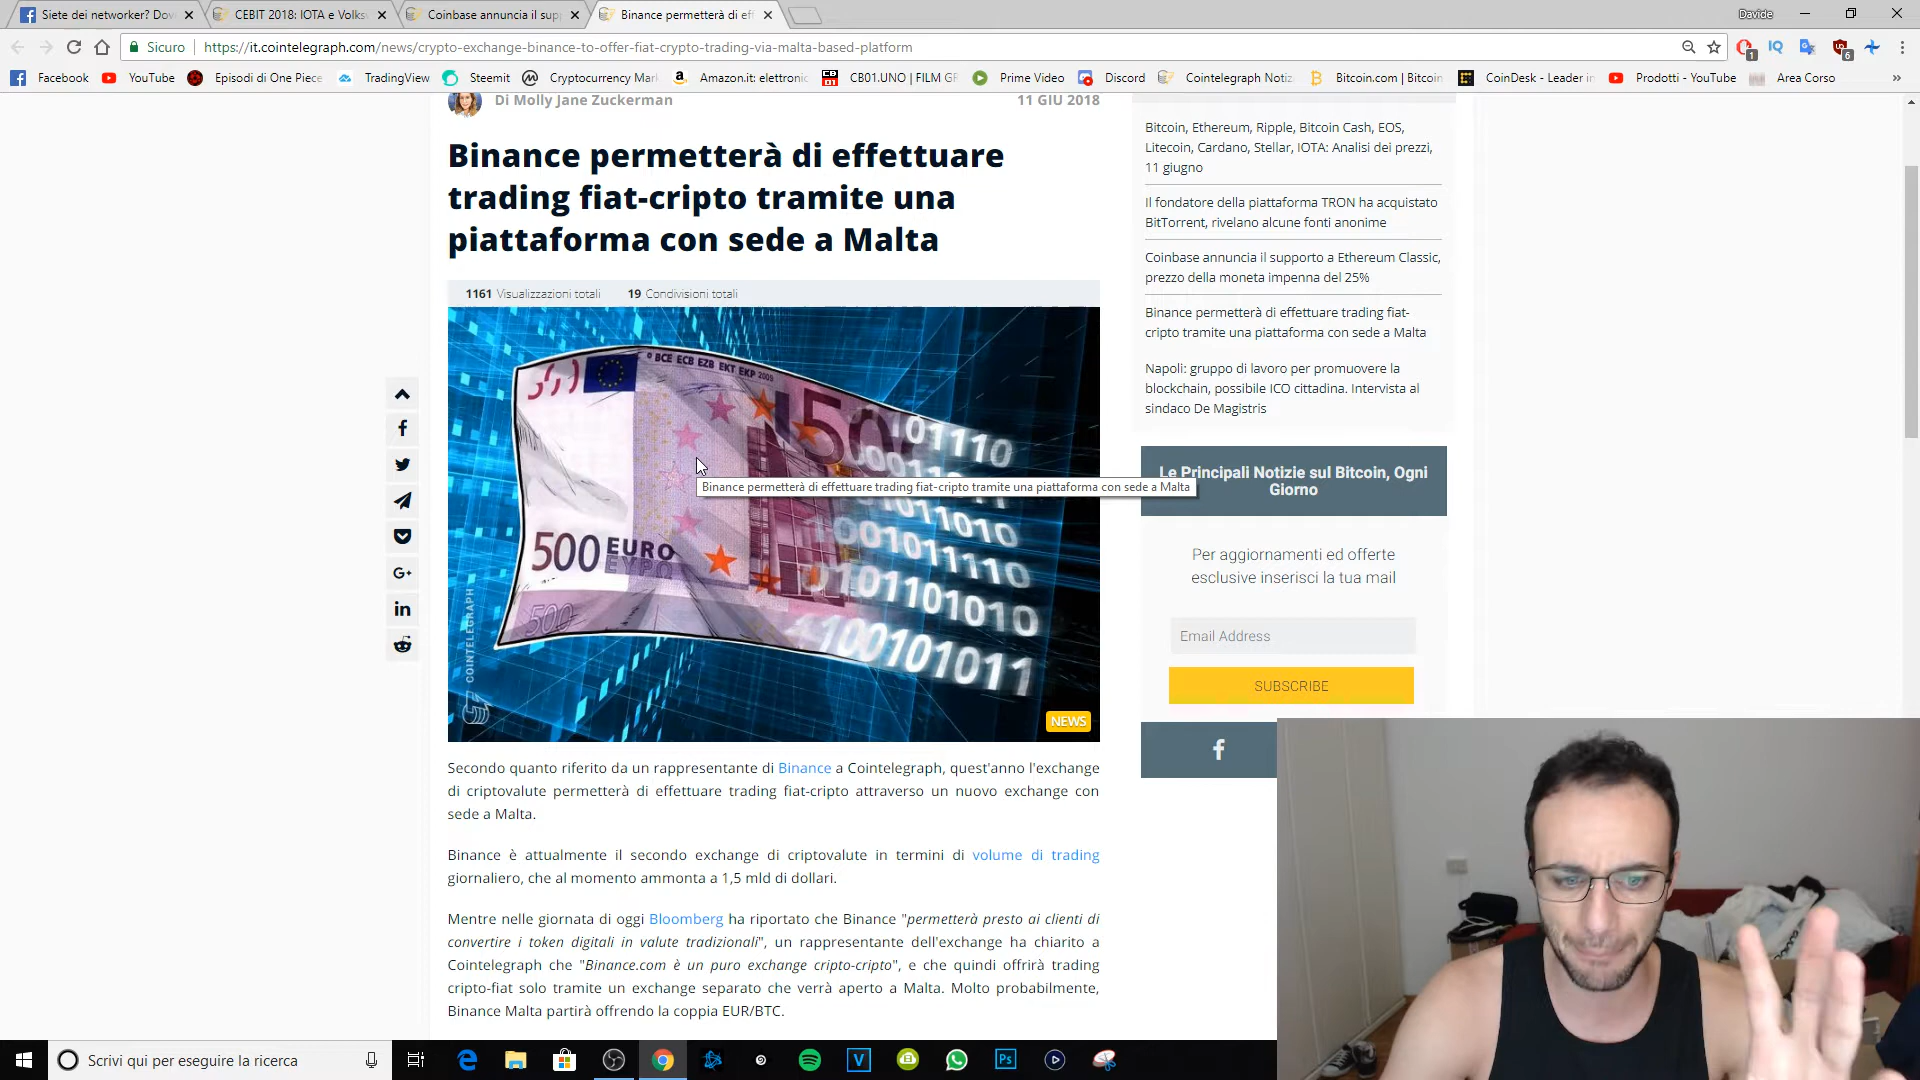 Siete dei networker? Dov
CEBIT 2018: IOTA e Volks
Coinbase annuncia il sup
Binance permetterà di ef
Davide
Sicuro
https://it.cointelegraph.com/news/crypto-exchange-binance-to-offer-fiat-crypto-trading-via-malta-based-platform
Facebook
YouTube
Episodi di One Piece
TradingView
Steemit
Cryptocurrency Mar
Amazon.it: elettronic
CB01.UNO | FILM G
Prime Video
Discord
Cointelegraph Notiz
Bitcoin.com | Bitcoin
CoinDesk - Leader i
Prodotti - YouTube
Area Corso
Di Molly Jane Zuckerman
11 GIU 2018
Binance permetterà di effettuare
trading fiat-cripto tramite una
piattaforma con sede a Malta
1161 Visualizzazioni totali
19 Condivisioni totali
BCE ECB EZB EKT EKP 2005
500 EURO
ΕΥΡΩ
500
COINTELEGRAPH
101110
011010
001011110
101101010
100101011
NEWS
Binance permetterà di effettuare trading fiat-cripto tramite una piattaforma con sede a Malta
Secondo quanto riferito da un rappresentante di Binance a Cointelegraph, quest'anno l'exchange
di criptovalute permetterà di effettuare trading fiat-cripto attraverso un nuovo exchange con
sede a Malta.
Binance è attualmente il secondo exchange di criptovalute in termini di volume di trading
giornaliero, che al momento ammonta a 1,5 mld di dollari.
Mentre nelle giornata di oggi Bloomberg ha riportato che Binance "permetterà presto ai clienti di
convertire i token digitali in valute tradizionali", un rappresentante dell'exchange ha chiarito a
Cointelegraph che "Binance.com è un puro exchange cripto-cripto", e che quindi offrirà trading
cripto-fiat solo tramite un exchange separato che verrà aperto a Malta. Molto probabilmente,
Binance Malta partirà offrendo la coppia EUR/BTC.
Bitcoin, Ethereum, Ripple, Bitcoin Cash, EOS,
Litecoin, Cardano, Stellar, IOTA: Analisi dei prezzi,
11 giugno
Il fondatore della piattaforma TRON ha acquistato
BitTorrent, rivelano alcune fonti anonime
Coinbase annuncia il supporto a Ethereum Classic,
prezzo della moneta impenna del 25%
Binance permetterà di effettuare trading fiat-
cripto tramite una piattaforma con sede a Malta
Napoli: gruppo di lavoro per promuovere la
blockchain, possibile ICO cittadina. Intervista al
sindaco De Magistris
Le Principali Notizie sul Bitcoin, Ogni
Giorno
Per aggiornamenti ed offerte
esclusive inserisci la tua mail
Email Address
SUBSCRIBE
Scrivi qui per eseguire la ricerca